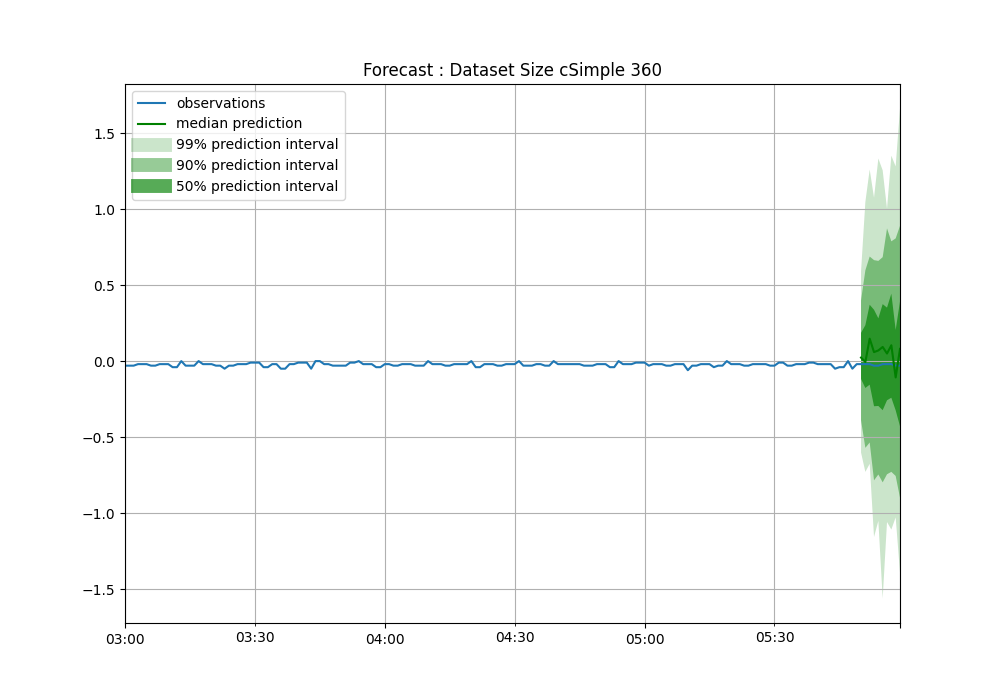 Forecast : Dataset Size cSimple 360
observations
median prediction
99% prediction interval
90% prediction interval
50% prediction interval
1.5
1.0
0.5
0.0
−0.5
−1.0
−1.5
03:00 03:30 04:00 04:30 05:00 05:30